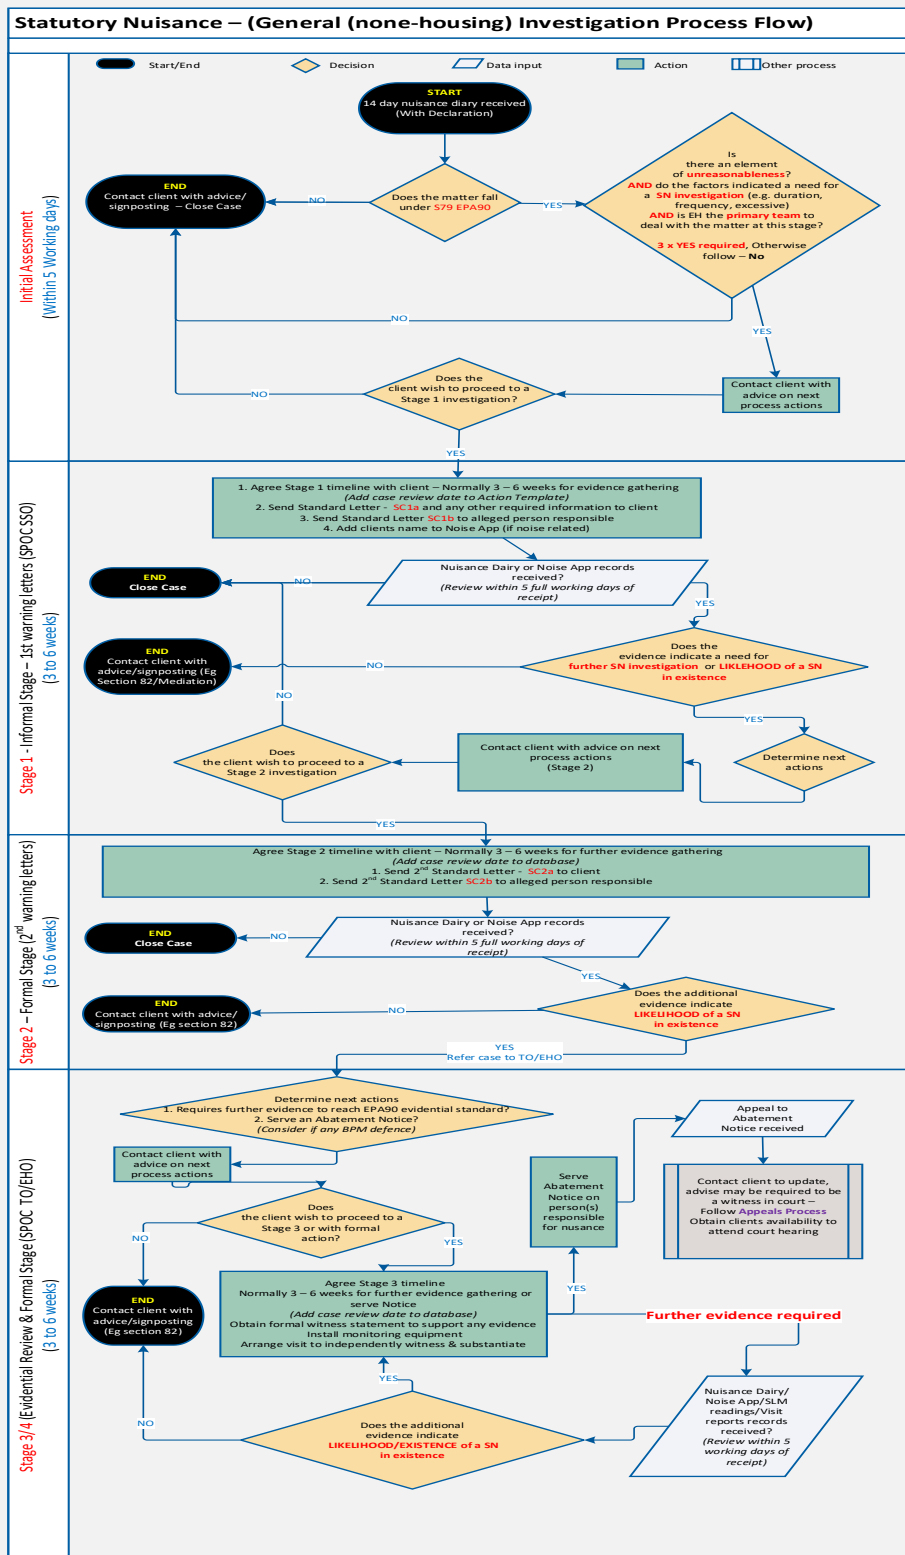 Statutory Nuisance – (General (none-housing) Investigation Process Flow)
Start/End
Decision
Data input
Action
Other process
Initial Assessment
(Within 5 Working days)
START
14 day nuisance diary received
(With Declaration)
Does the matter fall
under S79 EPA90
NO
YES
END
Contact client with advice/
signposting – Close Case
Is
there an element
of unreasonableness?
AND do the factors indicated a need for
a SN investigation (e.g. duration,
frequency, excessive)
AND is EH the primary team to
deal with the matter at this stage?
3 x YES required, Otherwise
follow – No
NO
YES
Contact client with
advice on next
process actions
Does the
client wish to proceed to a
Stage 1 investigation?
NO
YES
Stage 1 - Informal Stage – 1st warning letters (SPOC SSO)
(3 to 6 weeks)
1. Agree Stage 1 timeline with client – Normally 3 – 6 weeks for evidence gathering
(Add case review date to Action Template)
2. Send Standard Letter - SC1a and any other required information to client
3. Send Standard Letter SC1b to alleged person responsible
4. Add clients name to Noise App (if noise related)
Nuisance Dairy or Noise App records
received?
(Review within 5 full working days of
receipt)
NO
YES
END
Close Case
Does the
evidence indicate a need for
further SN investigation or LIKLEHOOD of a SN
in existence
NO
YES
END
Contact client with
advice/signposting (Eg
Section 82/Mediation)
Determine next
actions
Contact client with advice on next
process actions
(Stage 2)
Does
the client wish to proceed to a
Stage 2 investigation
NO
YES
Stage 2 – Formal Stage (2nd warning letters)
(3 to 6 weeks)
Agree Stage 2 timeline with client – Normally 3 – 6 weeks for further evidence gathering
(Add case review date to database)
1. Send 2nd Standard Letter - SC2a to client
2. Send 2nd Standard Letter SC2b to alleged person responsible
Nuisance Dairy or Noise App records
received?
(Review within 5 full working days of
receipt)
NO
YES
END
Close Case
Does the additional
evidence indicate
LIKELIHOOD of a SN
in existence
NO
END
Contact client with advice/
signposting (Eg section 82)
YES
Refer case to TO/EHO
Stage 3/4 (Evidential Review & Formal Stage (SPOC TO/EHO)
(3 to 6 weeks)
Determine next actions
1. Requires further evidence to reach EPA90 evidential standard?
2. Serve an Abatement Notice?
(Consider if any BPM defence)
Contact client with
advice on next
process actions
Does
the client wish to proceed to a
Stage 3 or with formal
action?
NO
YES
END
Contact client with
advice/signposting
(Eg section 82)
Agree Stage 3 timeline
Normally 3 – 6 weeks for further evidence gathering or
serve Notice
(Add case review date to database)
Obtain formal witness statement to support any evidence
Install monitoring equipment
Arrange visit to independently witness & substantiate
YES
Serve
Abatement
Notice on
person(s)
responsible
for nusance
Appeal to
Abatement
Notice received
Contact client to update,
advise may be required to be
a witness in court –
Follow Appeals Process
Obtain clients availability to
attend court hearing
Further evidence required
Nuisance Dairy/
Noise App/SLM
readings/Visit
reports records
received?
(Review within 5
working days of
receipt)
Does the additional
evidence indicate
LIKELIHOOD/EXISTENCE of a SN
in existence
YES
NO